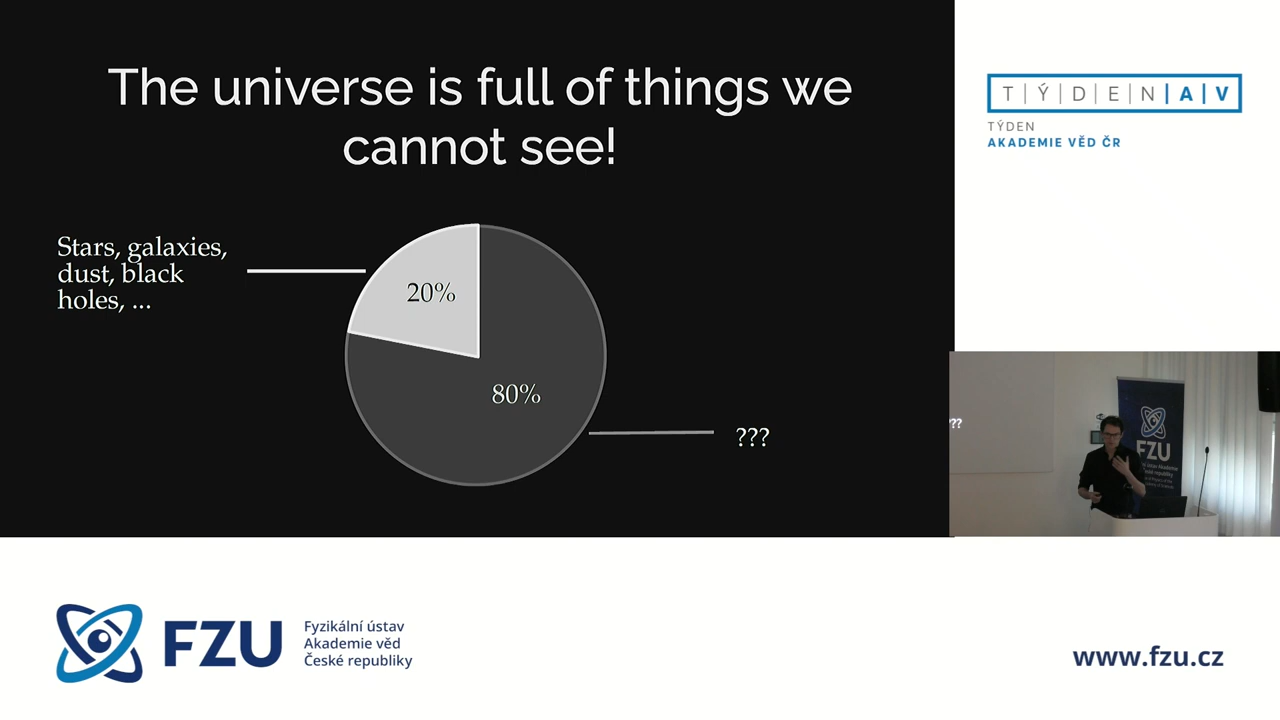 The universe is full of things we
cannot see!
Stars, galaxies,
dust, black
holes, ...
20%
80%
???
T|Ý|D|E|N|A|V
TÝDEN
AKADEMIE VĚD ČR
??
FZU
FZU
Fyzikální ústav
Akademie věd
České republiky
www.fzu.cz